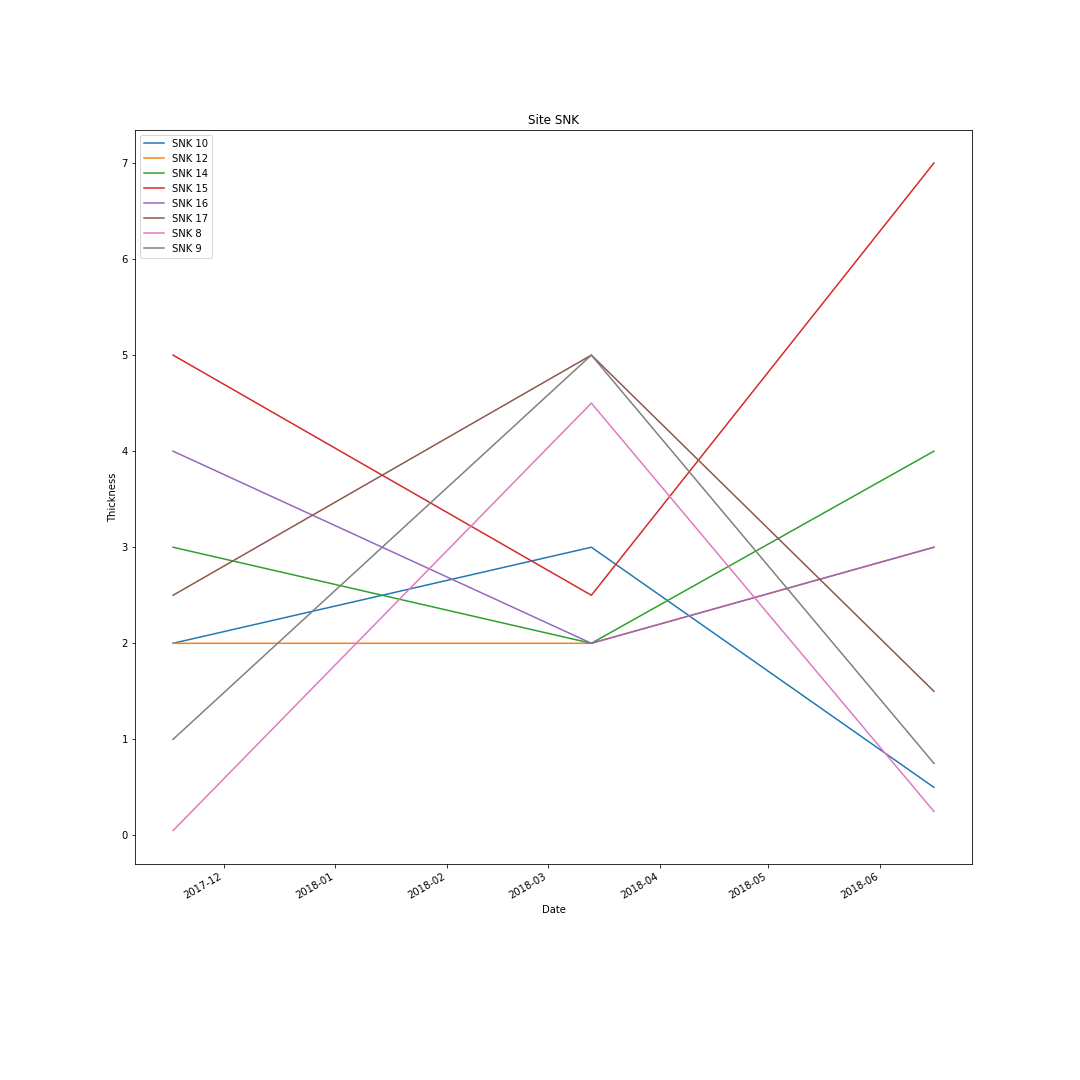 Site SNK
SNK 10
SNK 12
SNK 14
SNK 15
SNK 16
SNK 17
SNK 8
SNK 9
7
6
5
4
3
2
1
0
Thickness
2017-12
2018-01
2018-02
2018-03
2018-04
2018-05
2018-06
Date